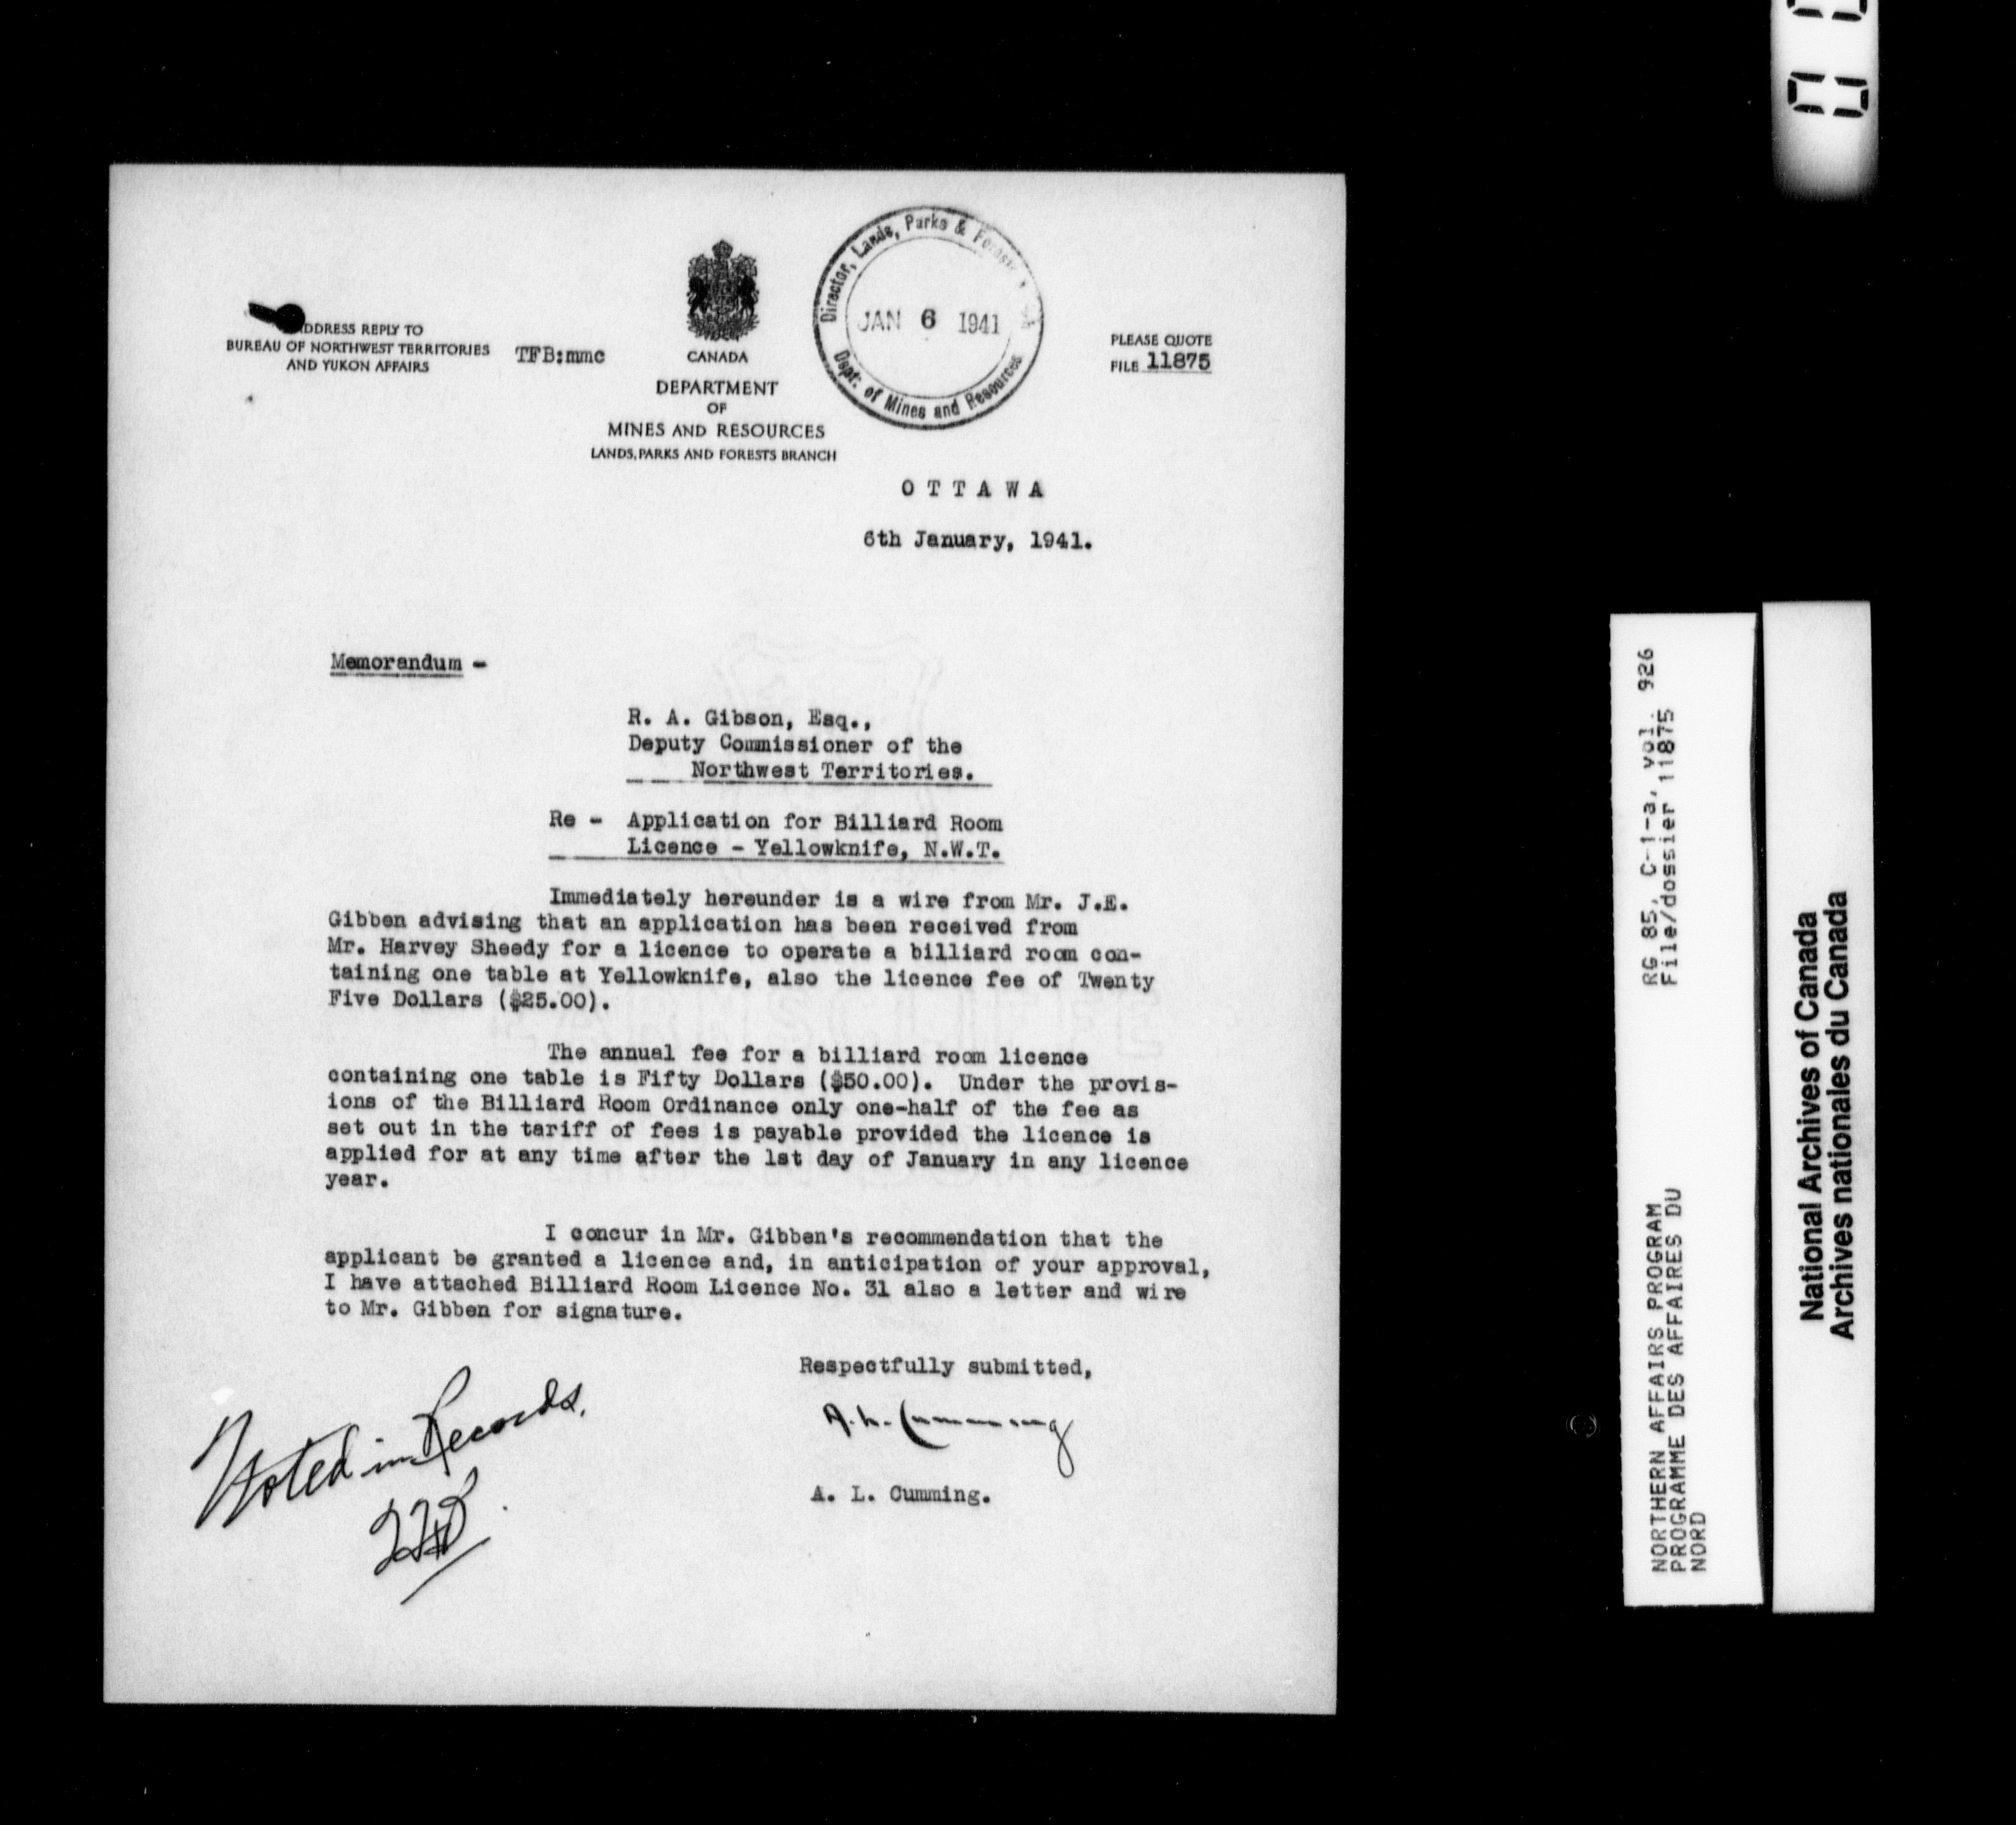 ADDRESS REPLY TO
BUREAU OF NORTHWEST TERRITORIES
AND YUKON AFFAIRS
TFB:mmc
CANADA
DEPARTMENT
OF
MINES AND RESOURCES
LANDS, PARKS AND FORESTS BRANCH
Director, Lands, Parks &
JAN 6 1941
Dept. of Mines and Resources
PLEASE QUOTE
FILE 11875
OTTAWA
6th January, 1941.
Memorandum -
R. A. Gibson, Esq.,
Deputy Commissioner of the
Northwest Territories.
Re - Application for Billiard Room
Licence - Yellowknife, N.W.T.
Immediately hereunder is a wire from Mr. J.E.
Gibben advising that an application has been received from
Mr. Harvey Sheedy for a licence to operate a billiard room con-
taining one table at Yellowknife, also the licence fee of Twenty
Five Dollars ($25.00).
The annual fee for a billiard room licence
containing one table is Fifty Dollars ($50.00). Under the provis-
ions of the Billiard Room Ordinance only one-half of the fee as
set out in the tariff of fees is payable provided the licence is
applied for at any time after the 1st day of January in any licence
year.
I concur in Mr. Gibben's recommendation that the
applicant be granted a licence and, in anticipation of your approval,
I have attached Billiard Room Licence No. 31 also a letter and wire
to Mr. Gibben for signature.
Respectfully submitted,
A. L. Cumming
A. L. Cumming.
Noted in Records.
RG 85, C-1-a, vol. 926
File/dossier 11875
NORTHERN AFFAIRS PROGRAM
PROGRAMME DES AFFAIRES DU
NORD
National Archives of Canada
Archives nationales du Canada